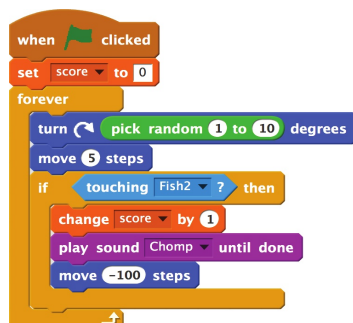 when clicked
set score to 0
forever
turn pick random 1 to 10 degrees
move 5 steps
if touching Fish2 ? then
change score by 1
play sound Chomp until done
move -100 steps